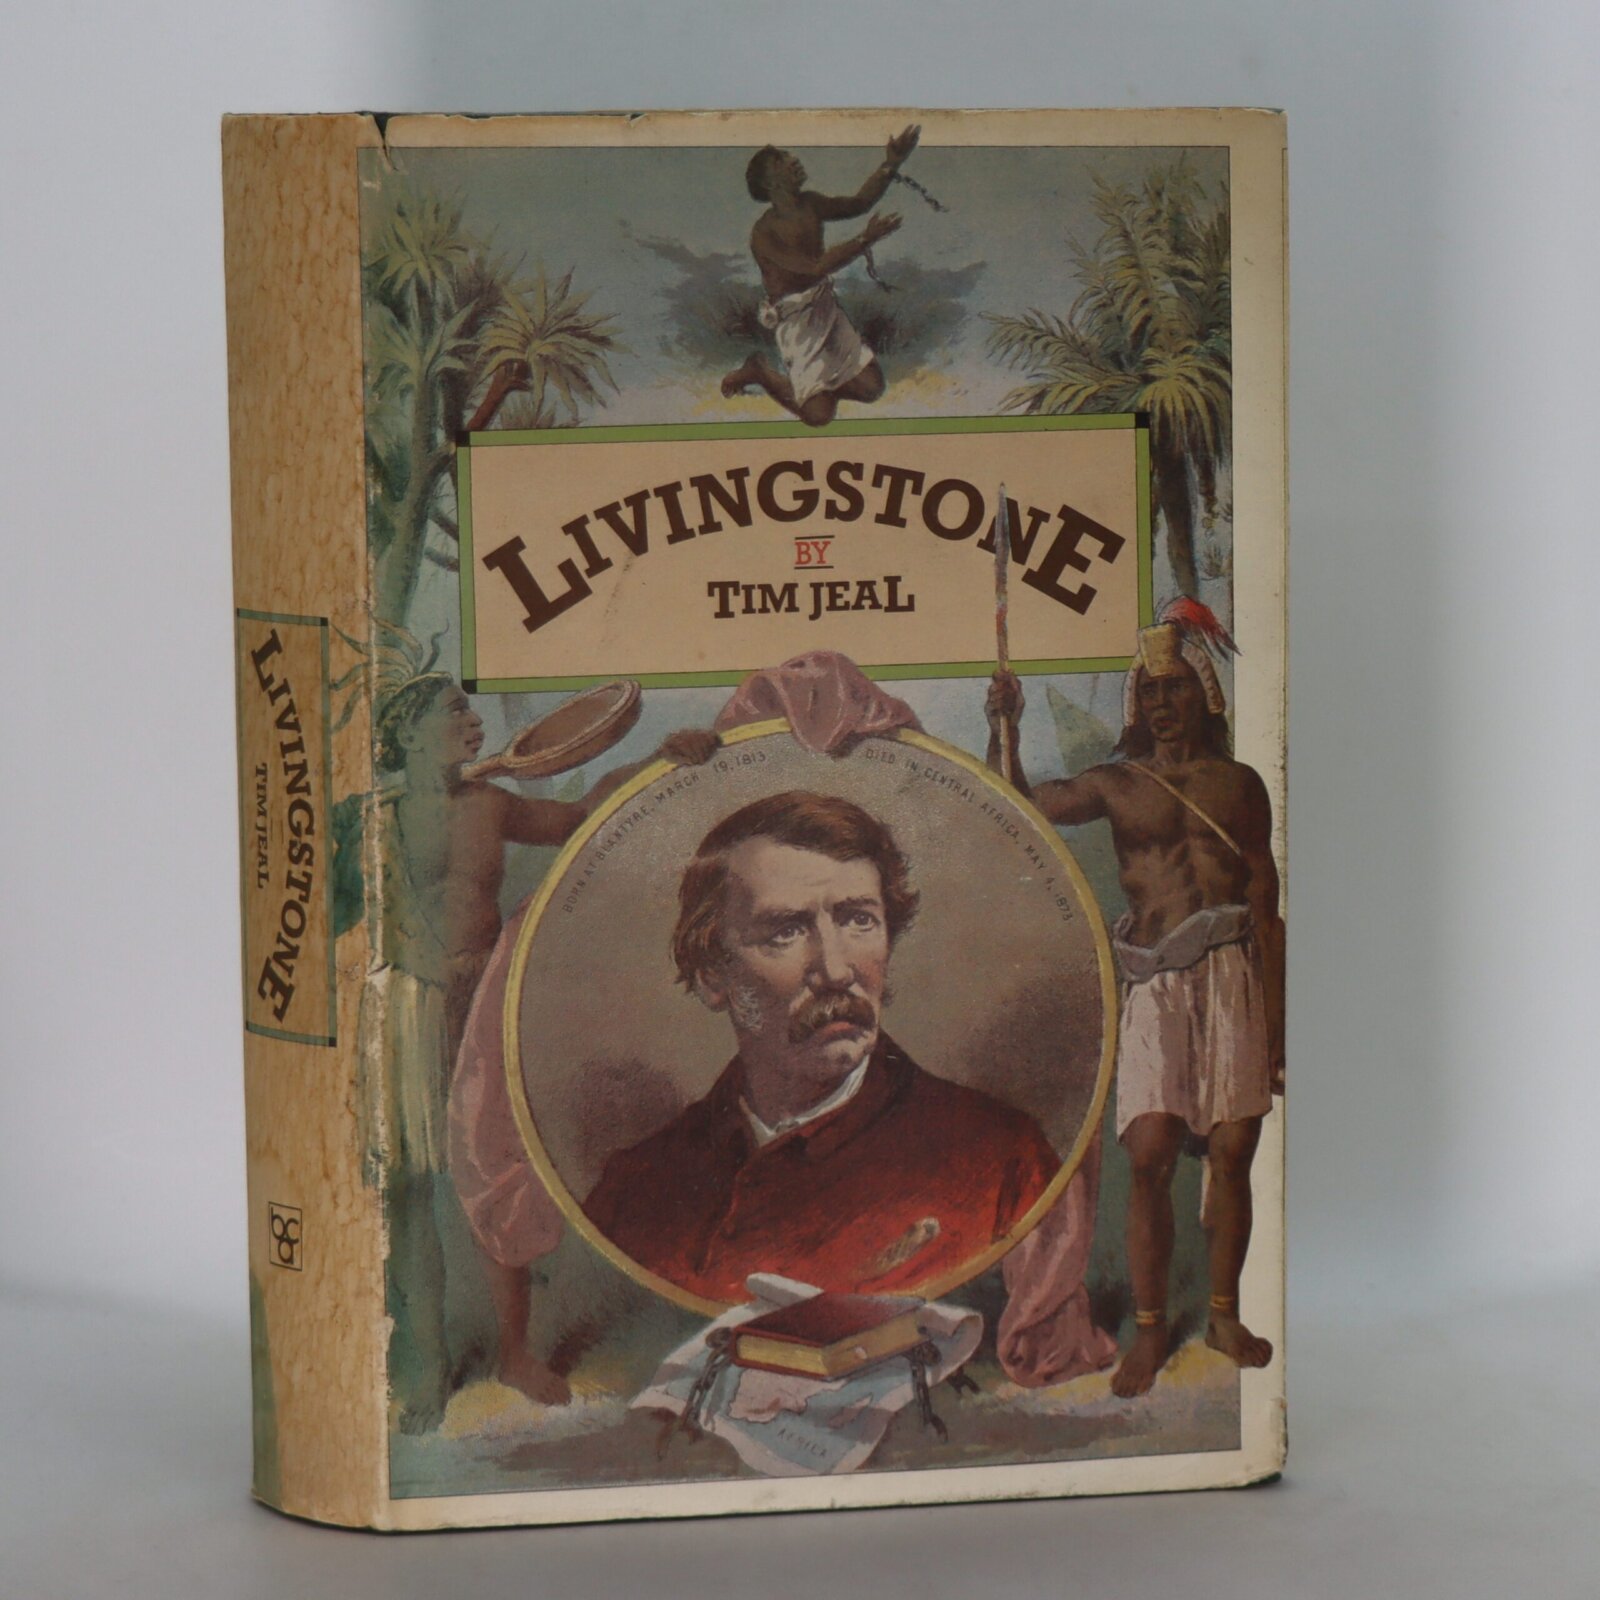 LIVINGSTONE
BY
TIM JEAL
BORN AT BLANTYRE, MARCH 19, 1813.
DIED IN CENTRAL AFRICA, MAY 4, 1873
AFRICA
LIVINGSTONE
TIM JEAL